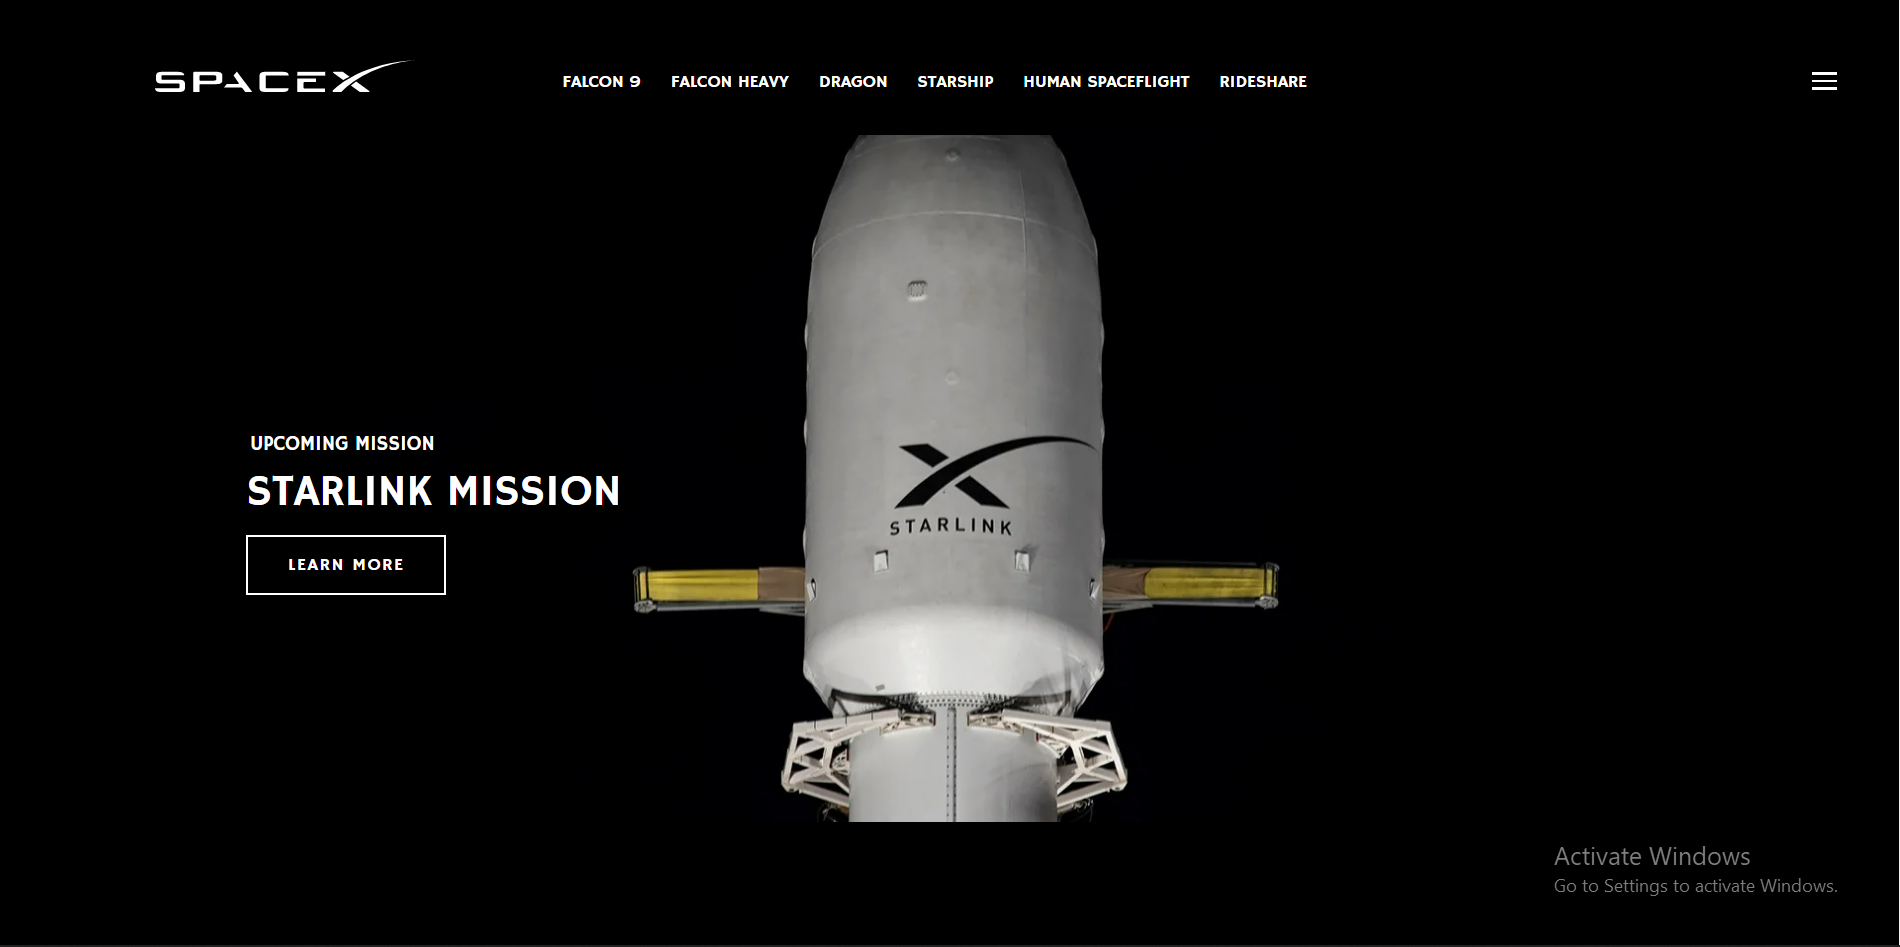 SPACEX
FALCON 9 FALCON HEAVY DRAGON STARSHIP HUMAN SPACEFLIGHT RIDESHARE
UPCOMING MISSION
STARLINK MISSION
LEARN MORE
X
STARLINK
Activate Windows
Go to Settings to activate Windows.